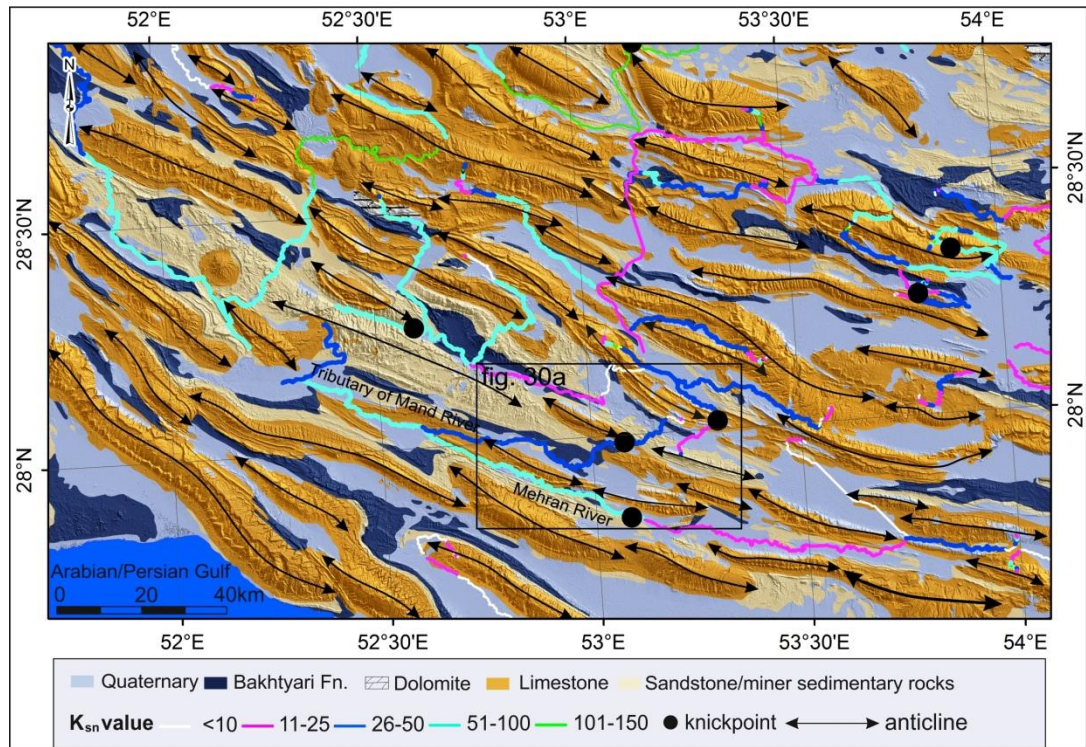 52°E 52°30'E 53°E 53°30'E 54°E
N
28°30'N
28°30'N
fig. 30a
28°N
Tributary of Mand River
28°N
Mehran River
Arabian/Persian Gulf
0 20 40km
52°E 52°30'E 53°E 53°30'E 54°E
Quaternary Bakhtyari Fn. Dolomite Limestone Sandstone/miner sedimentary rocks
Ksn value <10 11-25 26-50 51-100 101-150 knickpoint anticline